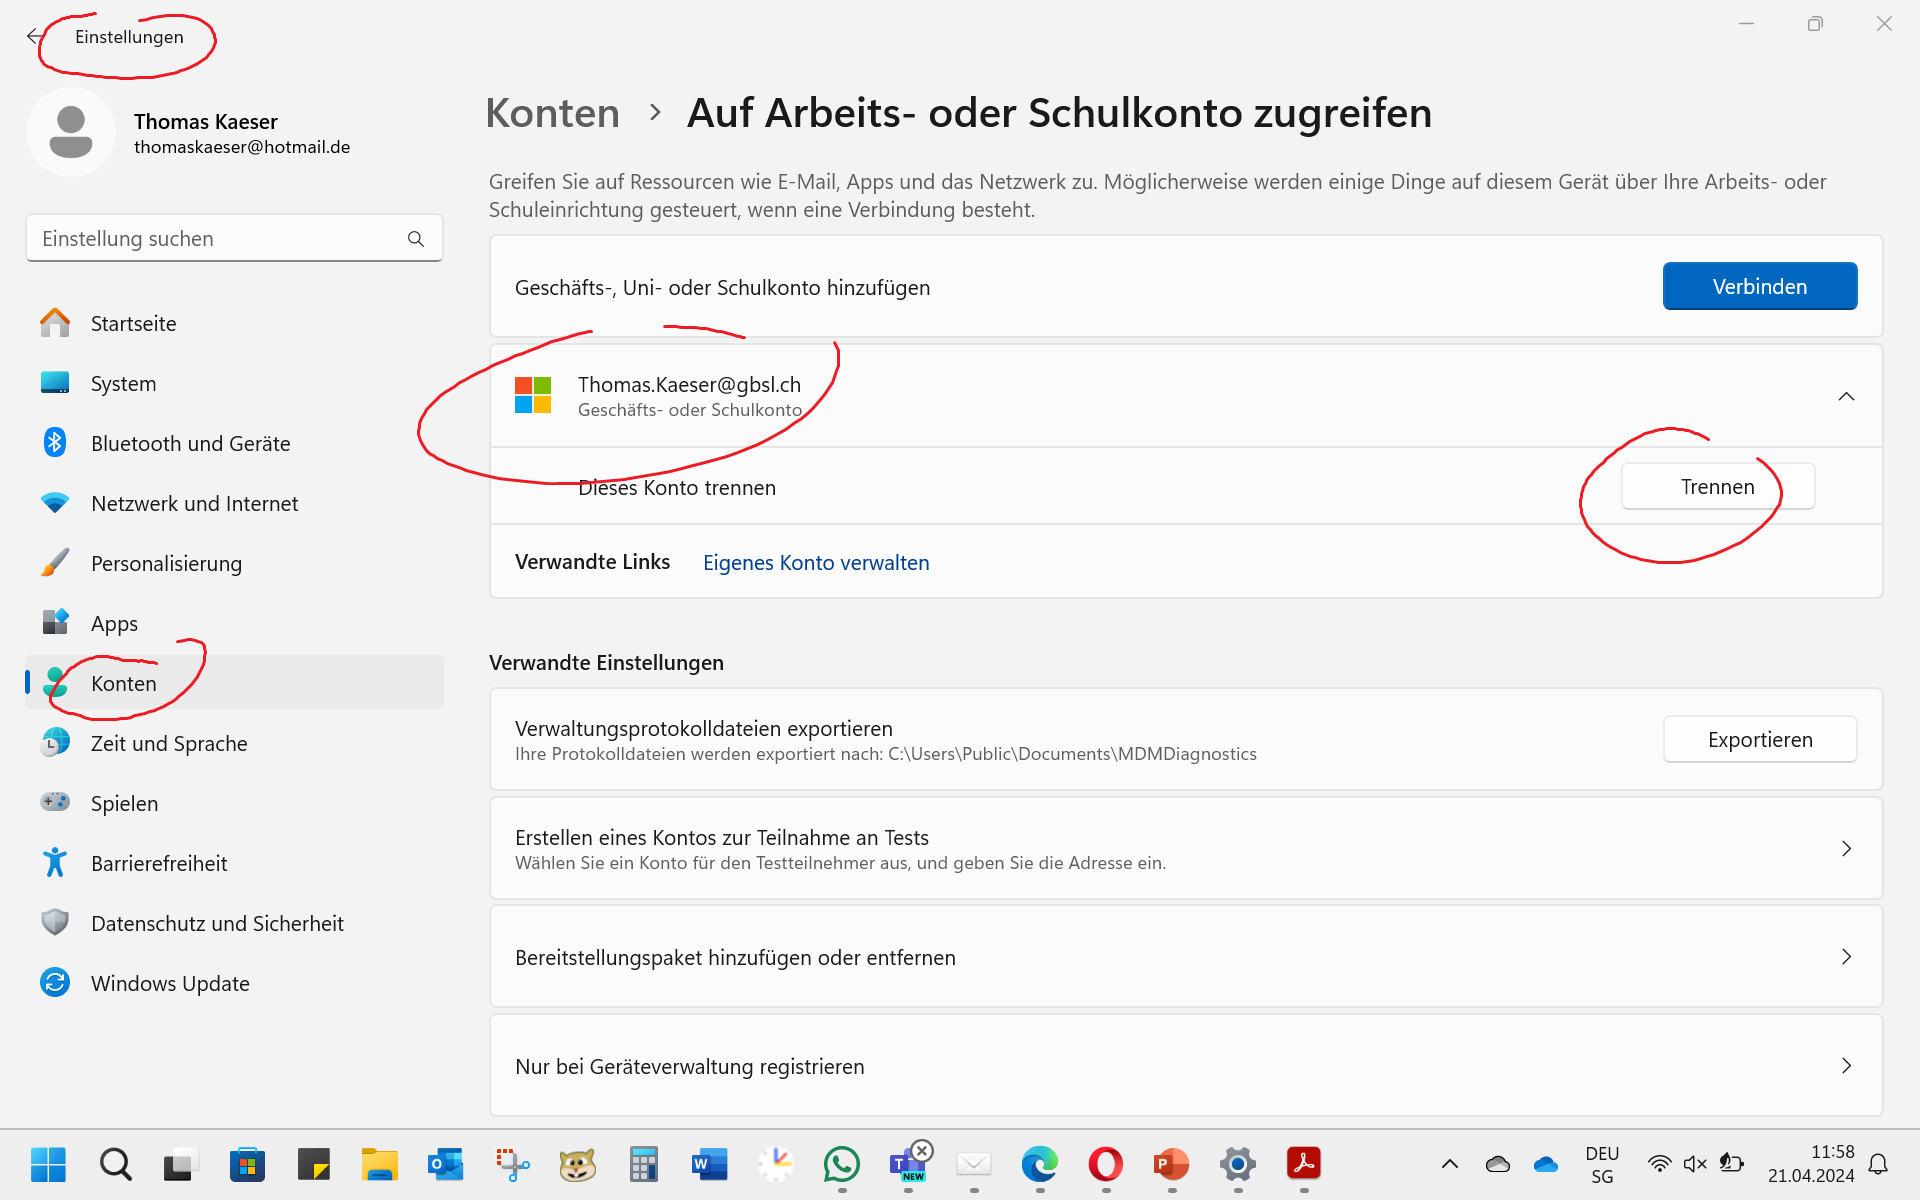 Einstellungen
Thomas Kaeser
thomaskaeser@hotmail.de
Einstellung suchen
Startseite
System
Bluetooth und Geräte
Netzwerk und Internet
Personalisierung
Apps
Konten
Zeit und Sprache
Spielen
Barrierefreiheit
Datenschutz und Sicherheit
Windows Update
Konten > Auf Arbeits- oder Schulkonto zugreifen
Greifen Sie auf Ressourcen wie E-Mail, Apps und das Netzwerk zu. Möglicherweise werden einige Dinge auf diesem Gerät über Ihre Arbeits- oder
Schuleinrichtung gesteuert, wenn eine Verbindung besteht.
Geschäfts-, Uni- oder Schulkonto hinzufügen
Verbinden
Thomas.Kaeser@gbsl.ch
Geschäfts- oder Schulkonto
Dieses Konto trennen
Trennen
Verwandte Links Eigenes Konto verwalten
Verwandte Einstellungen
Verwaltungsprotokolldateien exportieren
Ihre Protokolldateien werden exportiert nach: C:\Users\Public\Documents\MDMDiagnostics
Exportieren
Erstellen eines Kontos zur Teilnahme an Tests
Wählen Sie ein Konto für den Testteilnehmer aus, und geben Sie die Adresse ein.
Bereitstellungspaket hinzufügen oder entfernen
Nur bei Geräteverwaltung registrieren
NEW
DEU
SG
11:58
21.04.2024